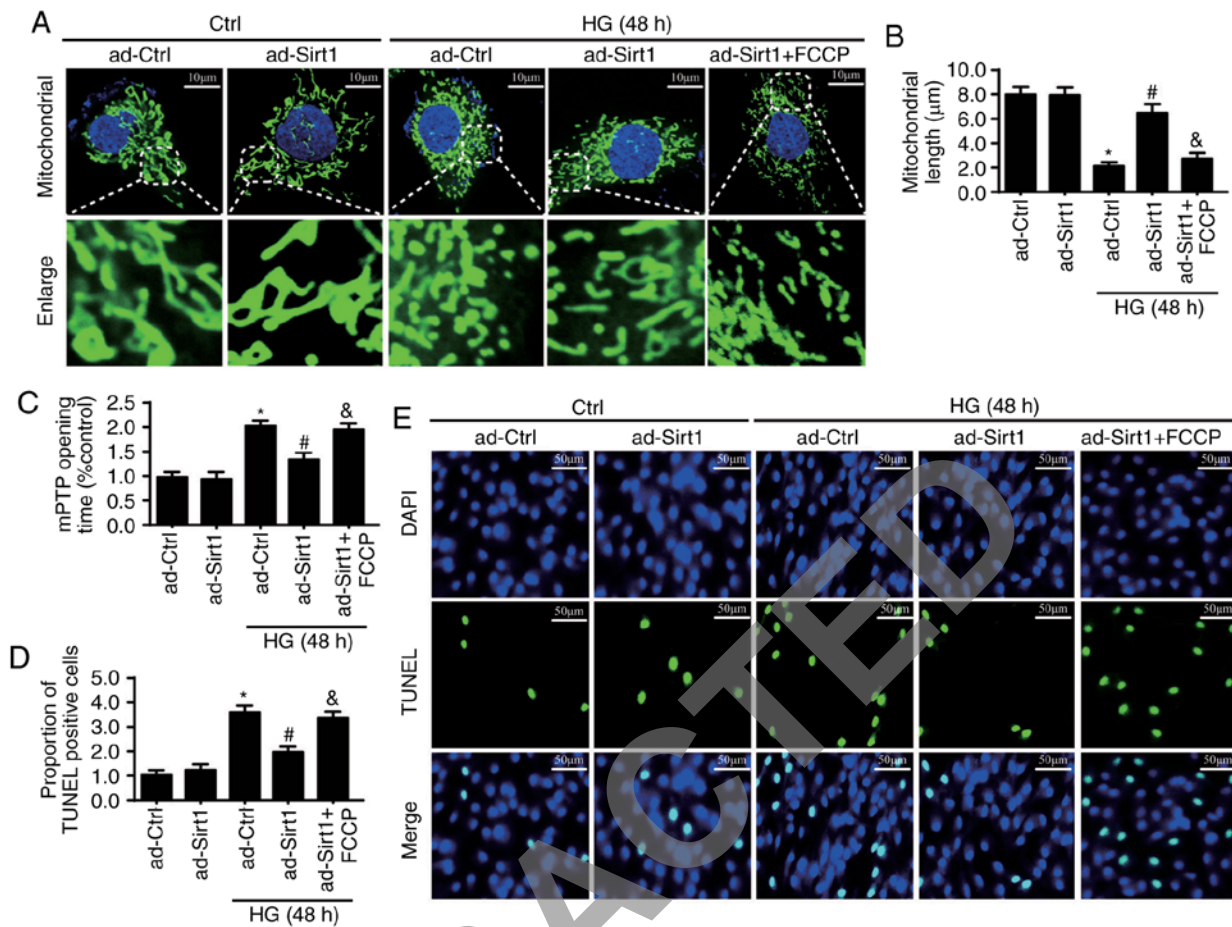 A
Ctrl
HG (48 h)
ad-Ctrl
ad-Sirt1
ad-Ctrl
ad-Sirt1
ad-Sirt1+FCCP
10μm
10μm
10μm
10μm
10μm
Mitochondrial
Enlarge
B
Mitochondrial
length (μm)
10.0
8.0
6.0
4.0
2.0
0.0
*
#
&
ad-Ctrl
ad-Sirt1
ad-Ctrl
ad-Sirt1
ad-Sirt1+
FCCP
HG (48 h)
C
mPTP opening
time (%control)
2.5
2.0
1.5
1.0
0.5
0.0
*
#
&
ad-Ctrl
ad-Sirt1
ad-Ctrl
ad-Sirt1
ad-Sirt1+
FCCP
HG (48 h)
D
Proportion of
TUNEL positive cells
5.0
4.0
3.0
2.0
1.0
0.0
*
#
&
ad-Ctrl
ad-Sirt1
ad-Ctrl
ad-Sirt1
ad-Sirt1+
FCCP
HG (48 h)
E
Ctrl
HG (48 h)
ad-Ctrl
ad-Sirt1
ad-Ctrl
ad-Sirt1
ad-Sirt1+FCCP
50μm
50μm
50μm
50μm
50μm
DAPI
50μm
50μm
50μm
50μm
50μm
TUNEL
50μm
50μm
50μm
50μm
50μm
Merge
ACTED